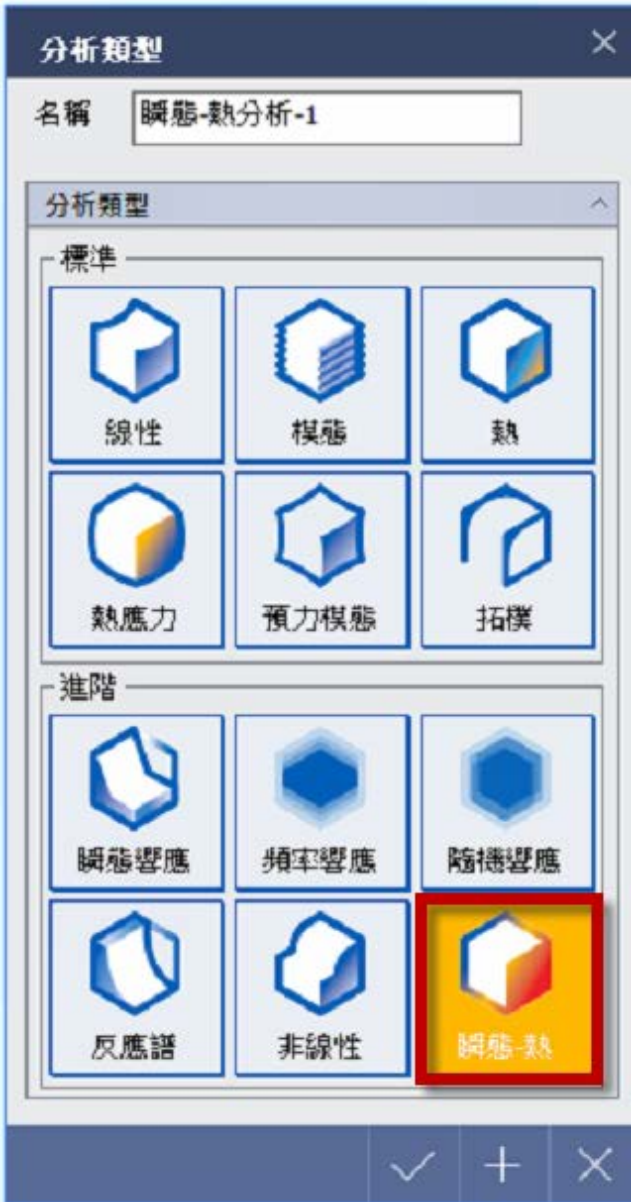 分析類型
名稱 瞬態-熱分析-1
分析類型
標準
線性 模態 熱
熱應力 預力模態 拓樸
進階
瞬態響應 頻率響應 隨機響應
反應譜 非線性 瞬態-熱